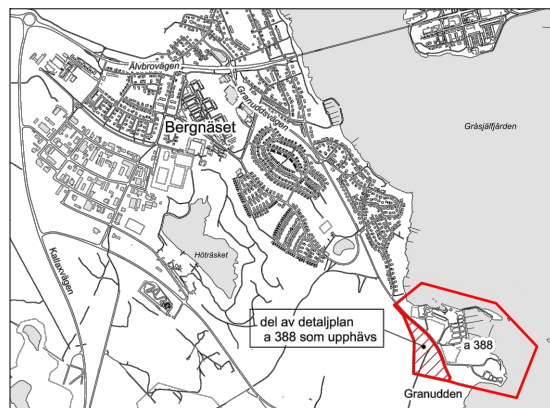 Älvbrovägen
Granuddsvägen
Bergnäset
Gråsjälfjärden
Höträsket
Kallaxvägen
del av detaljplan
a 388 som upphävs
a 388
Granudden